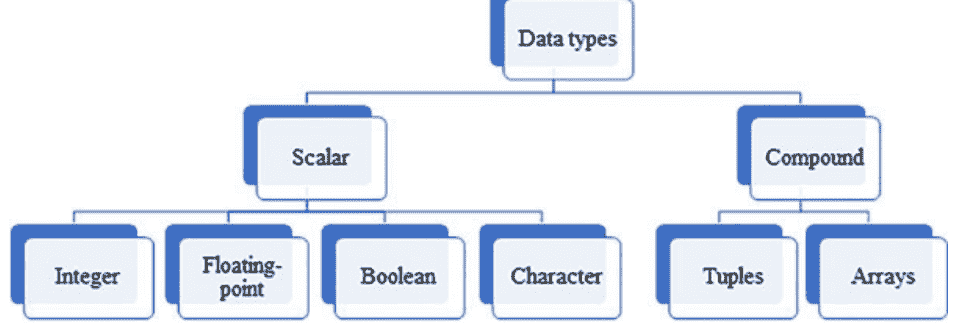 Data types
Scalar
Compound
Integer
Floating-
point
Boolean
Character
Tuples
Arrays